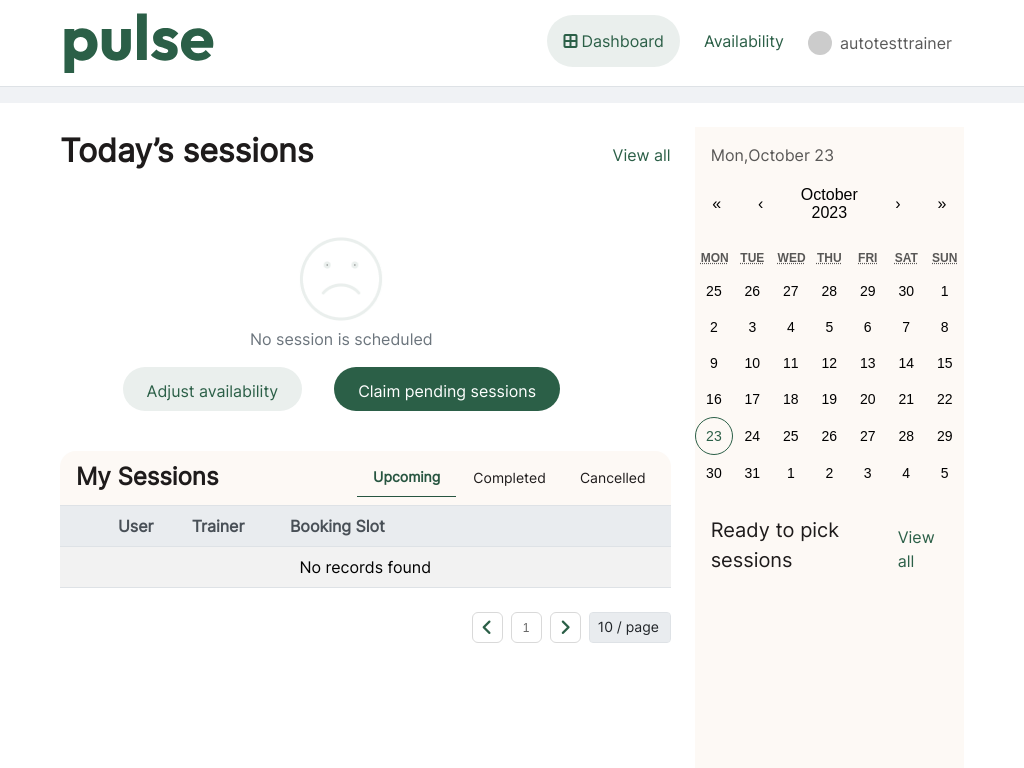 pulse
Dashboard
Availability
autotesttrainer
Today’s sessions
View all
No session is scheduled
Adjust availability
Claim pending sessions
My Sessions
Upcoming
Completed
Cancelled
User Trainer Booking Slot
No records found
1
10 / page
Mon,October 23
« ‹ October
2023 › »
MON TUE WED THU FRI SAT SUN
25 26 27 28 29 30 1
2 3 4 5 6 7 8
9 10 11 12 13 14 15
16 17 18 19 20 21 22
23 24 25 26 27 28 29
30 31 1 2 3 4 5
Ready to pick
sessions
View
all